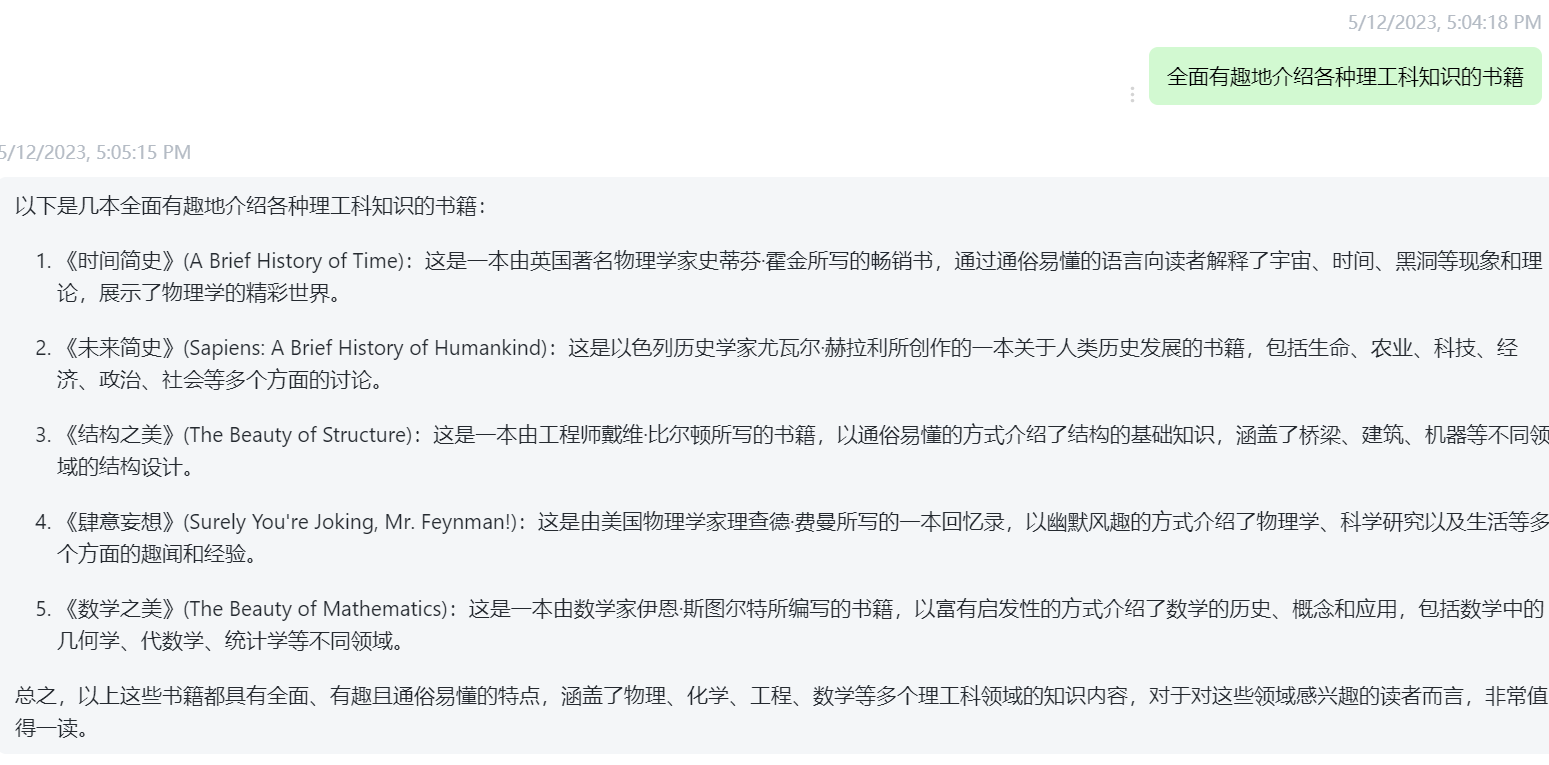 5/12/2023, 5:04:18 PM
全面有趣地介绍各种理工科知识的书籍
5/12/2023, 5:05:15 PM
以下是几本全面有趣地介绍各种理工科知识的书籍：
1. 《时间简史》(A Brief History of Time)：这是一本由英国著名物理学家史蒂芬·霍金所写的畅销书，通过通俗易懂的语言向读者解释了宇宙、时间、黑洞等现象和理
论，展示了物理学的精彩世界。
2. 《未来简史》(Sapiens: A Brief History of Humankind)：这是以色列历史学家尤瓦尔·赫拉利所创作的一本关于人类历史发展的书籍，包括生命、农业、科技、经
济、政治、社会等多个方面的讨论。
3. 《结构之美》(The Beauty of Structure)：这是一本由工程师戴维·比尔顿所写的书籍，以通俗易懂的方式介绍了结构的基础知识，涵盖了桥梁、建筑、机器等不同领
域的结构设计。
4. 《肆意妄想》(Surely You're Joking, Mr. Feynman!)：这是由美国物理学家理查德·费曼所写的一本回忆录，以幽默风趣的方式介绍了物理学、科学研究以及生活等多
个方面的趣闻和经验。
5. 《数学之美》(The Beauty of Mathematics)：这是一本由数学家伊恩·斯图尔特所编写的书籍，以富有启发性的方式介绍了数学的历史、概念和应用，包括数学中的
几何学、代数学、统计学等不同领域。
总之，以上这些书籍都具有全面、有趣且通俗易懂的特点，涵盖了物理、化学、工程、数学等多个理工科领域的知识内容，对于对这些领域感兴趣的读者而言，非常值
得一读。